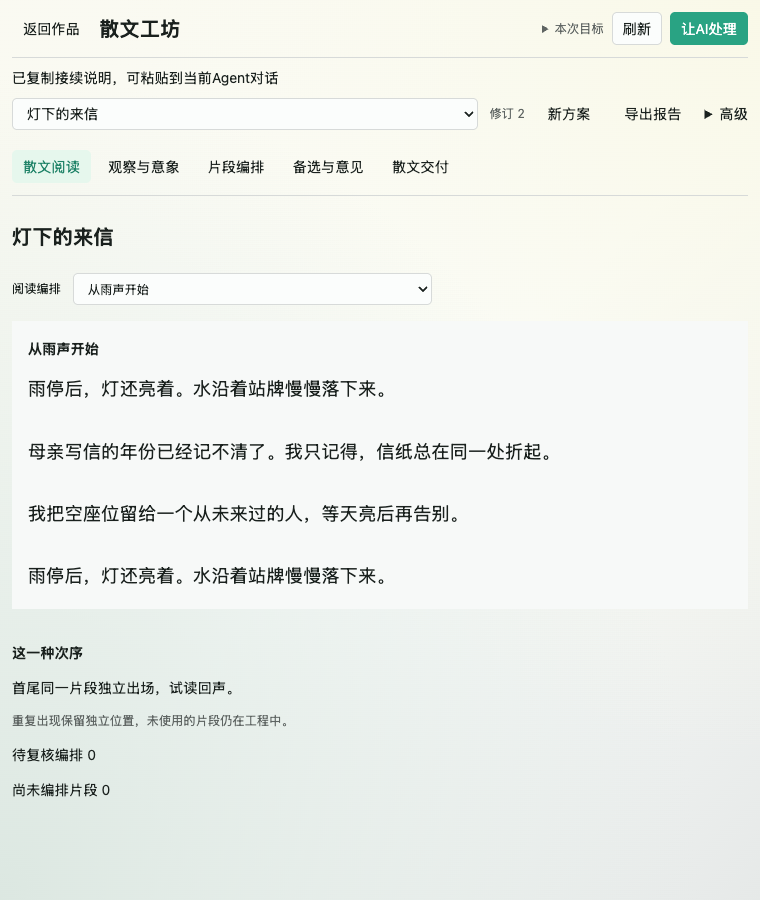 返回作品 散文工坊 ▶ 本次目标 刷新 让AI处理
已复制接续说明，可粘贴到当前Agent对话
灯下的来信 修订 2 新方案 导出报告 ▶ 高级
散文阅读 观察与意象 片段编排 备选与意见 散文交付
灯下的来信
阅读编排 从雨声开始
从雨声开始
雨停后，灯还亮着。水沿着站牌慢慢落下来。
母亲写信的年份已经记不清了。我只记得，信纸总在同一处折起。
我把空座位留给一个从未来过的人，等天亮后再告别。
雨停后，灯还亮着。水沿着站牌慢慢落下来。
这一种次序
首尾同一片段独立出场，试读回声。
重复出现保留独立位置，未使用的片段仍在工程中。
待复核编排 0
尚未编排片段 0